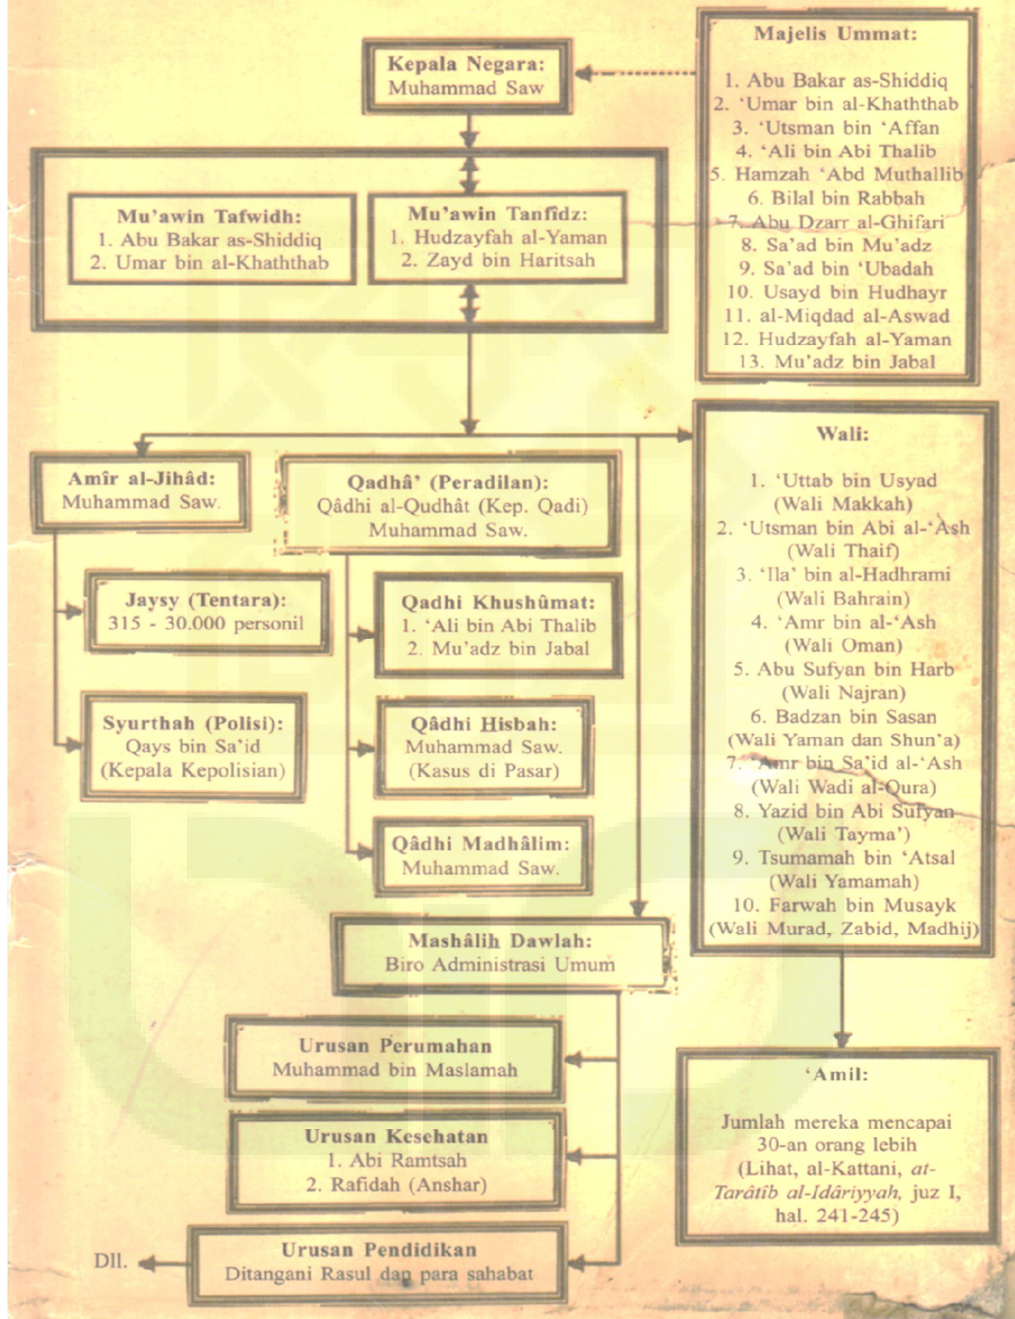 Kepala Negara:
Muhammad Saw
Majelis Ummat:
1. Abu Bakar as-Shiddiq
2. ‘Umar bin al-Khaththab
3. ‘Utsman bin ‘Affan
4. ‘Ali bin Abi Thalib
5. Hamzah ‘Abd Muthallib
6. Bilal bin Rabbah
7. Abu Dzarr al-Ghifari
8. Sa’ad bin Mu’adz
9. Sa’ad bin ‘Ubadah
10. Usayd bin Hudhayr
11. al-Miqdad al-Aswad
12. Hudzayfah al-Yaman
13. Mu’adz bin Jabal
Mu’awin Tafwidh:
1. Abu Bakar as-Shiddiq
2. Umar bin al-Khaththab
Mu’awin Tanfîdz:
1. Hudzayfah al-Yaman
2. Zayd bin Haritsah
Amîr al-Jihâd:
Muhammad Saw.
Qadhâ’ (Peradilan):
Qâdhi al-Qudhât (Kep. Qadi)
Muhammad Saw.
Wali:
1. ‘Uttab bin Usyad
(Wali Makkah)
2. ‘Utsman bin Abi al-‘Ash
(Wali Thaif)
3. ‘Ila’ bin al-Hadhrami
(Wali Bahrain)
4. ‘Amr bin al-‘Ash
(Wali Oman)
5. Abu Sufyan bin Harb
(Wali Najran)
6. Badzan bin Sasan
(Wali Yaman dan Shun’a)
7. ‘Amr bin Sa’id al-‘Ash
(Wali Wadi al-Qura)
8. Yazid bin Abi Sufyan
(Wali Tayma’)
9. Tsumamah bin ‘Atsal
(Wali Yamamah)
10. Farwah bin Musayk
(Wali Murad, Zabid, Madhij)
Jaysy (Tentara):
315 - 30.000 personil
Qadhi Khushûmat:
1. ‘Ali bin Abi Thalib
2. Mu’adz bin Jabal
Syurthah (Polisi):
Qays bin Sa’id
(Kepala Kepolisian)
Qâdhi Hisbah:
Muhammad Saw.
(Kasus di Pasar)
Qâdhi Madhâlim:
Muhammad Saw.
Mashâlih Dawlah:
Biro Administrasi Umum
Urusan Perumahan
Muhammad bin Maslamah
Urusan Kesehatan
1. Abi Ramtsah
2. Rafidah (Anshar)
Urusan Pendidikan
Ditangani Rasul dan para sahabat
Dll.
‘Amil:
Jumlah mereka mencapai
30-an orang lebih
(Lihat, al-Kattani, at-
Tarâtîb al-Idâriyyah, juz I,
hal. 241-245)